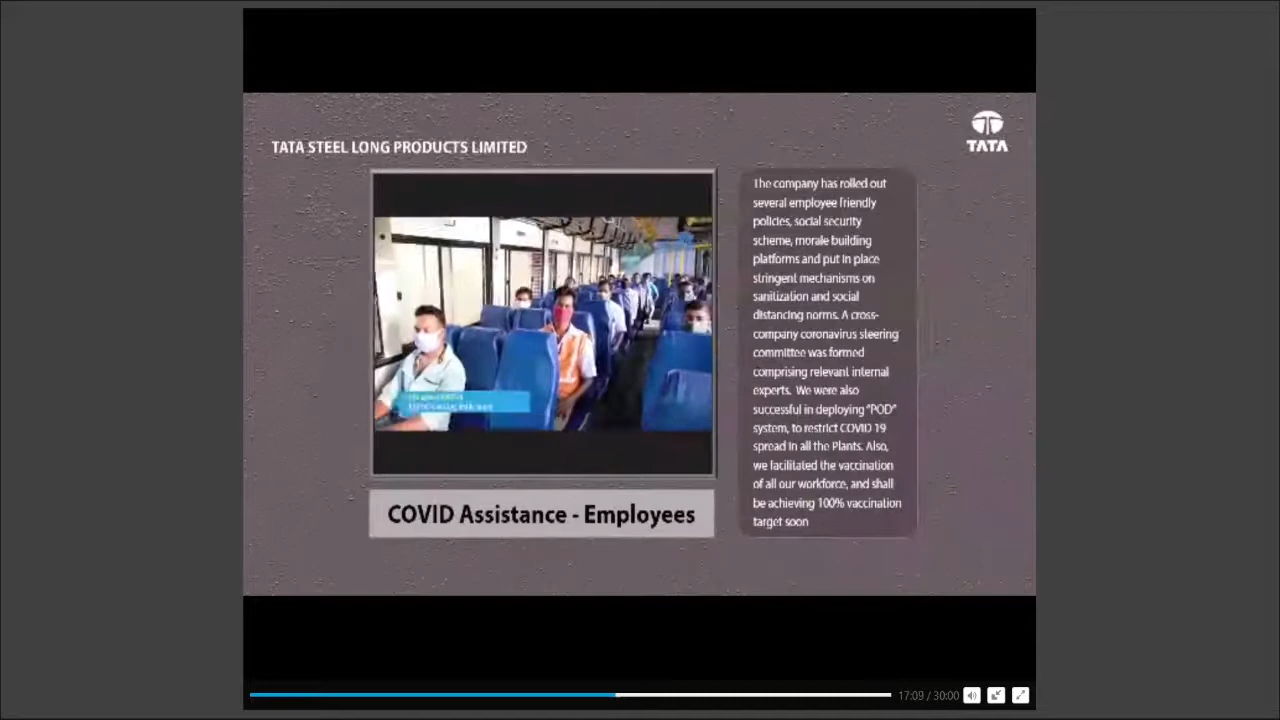 TATA STEEL LONG PRODUCTS LIMITED
TATA
The company has rolled out
several employee friendly
policies, social security
scheme, morale building
platforms and put in place
stringent mechanisms on
sanitization and social
distancing norms. A cross-
company coronavirus steering
committee was formed
comprising relevant internal
experts. We were also
successful in deploying "POD"
system, to restrict COVID 19
spread in all the Plants. Also,
we facilitated the vaccination
of all our workforce, and shall
be achieving 100% vaccination
target soon
COVID Assistance - Employees
17:09 / 30:00